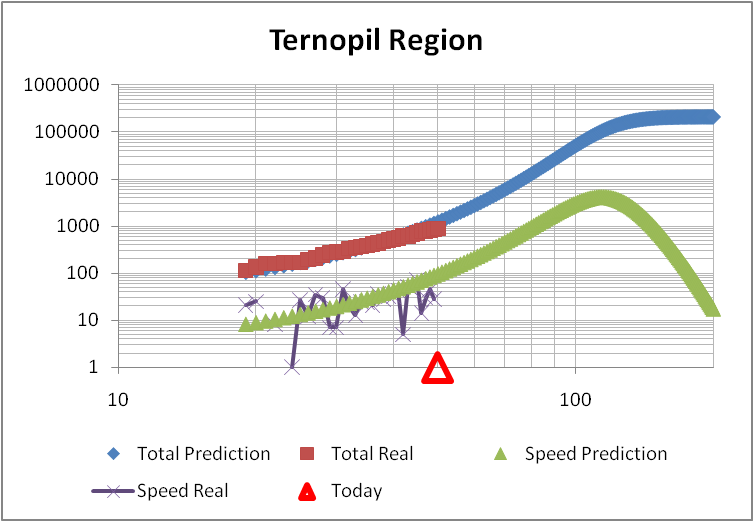 Ternopil Region
1000000
100000
10000
1000
100
10
1
10 100
Total Prediction Total Real Speed Prediction
Speed Real Today